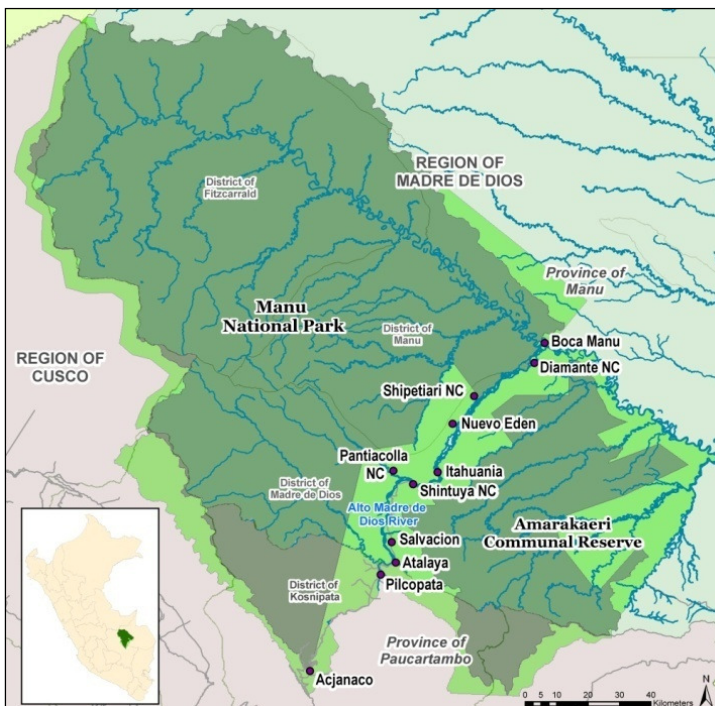 REGION OF
MADRE DE DIOS
District of
Fitzcarrald
Province of
Manu
Manu
National Park
District of
Manu
Boca Manu
REGION OF
CUSCO
Diamante NC
Shipetiari NC
Nuevo Eden
Pantiacolla
NC
Itahuania
Shintuya NC
District of
Madre de Dios
Alto Madre de
Dios River
Amarakaeri
Communal Reserve
Salvacion
Atalaya
District of
Kosnipata
Pilcopata
Province of
Paucartambo
Acjanaco
N
0 5 10 20 30 40
Kilometers